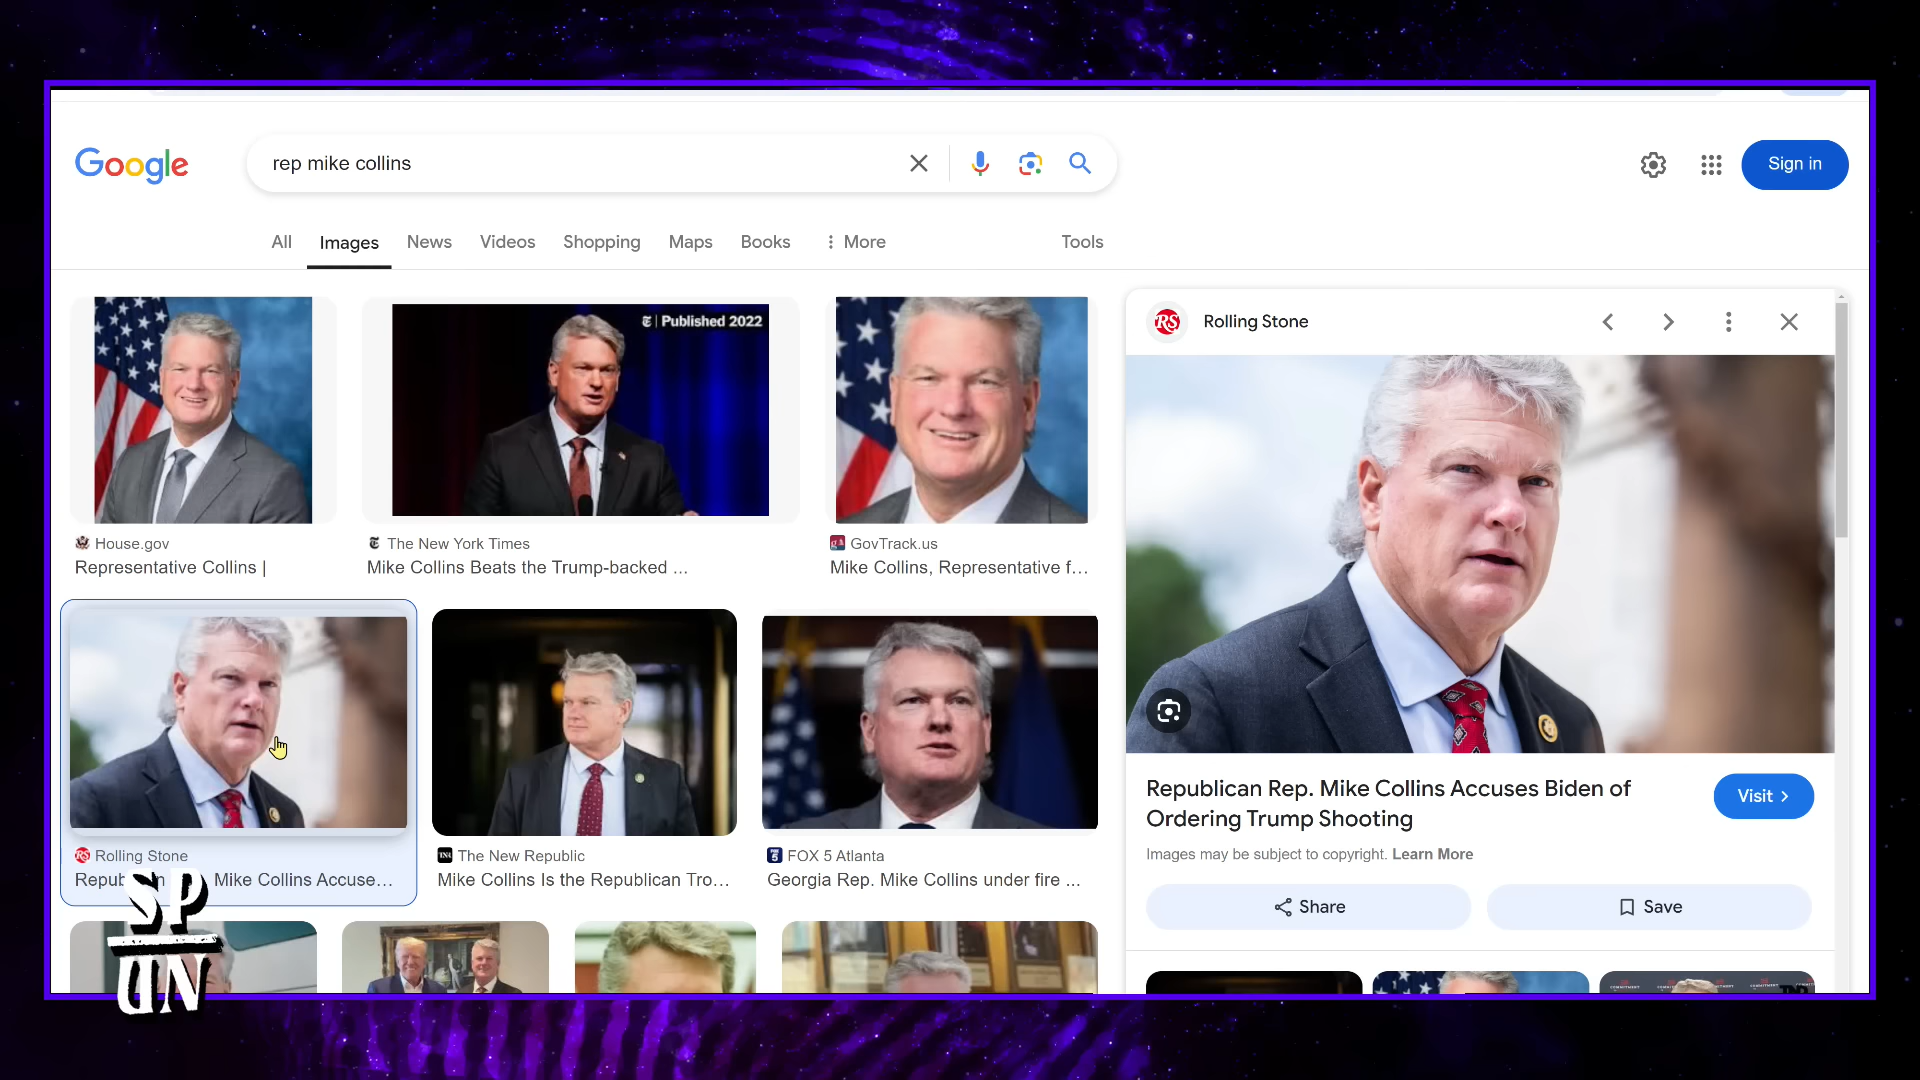 Google
rep mike collins
Sign in
All
Images
News
Videos
Shopping
Maps
Books
More
Tools
Published 2022
House.gov
Representative Collins |
The New York Times
Mike Collins Beats the Trump-backed ...
GovTrack.us
Mike Collins, Representative f...
RS
Rolling Stone
Republican Rep. Mike Collins Accuses Biden of
Ordering Trump Shooting
Visit
Images may be subject to copyright. Learn More
Share
Save
Rolling Stone
Mike Collins Accuse...
TNR
The New Republic
Mike Collins Is the Republican Tro...
FOX 5 Atlanta
Georgia Rep. Mike Collins under fire ...
SP
UN